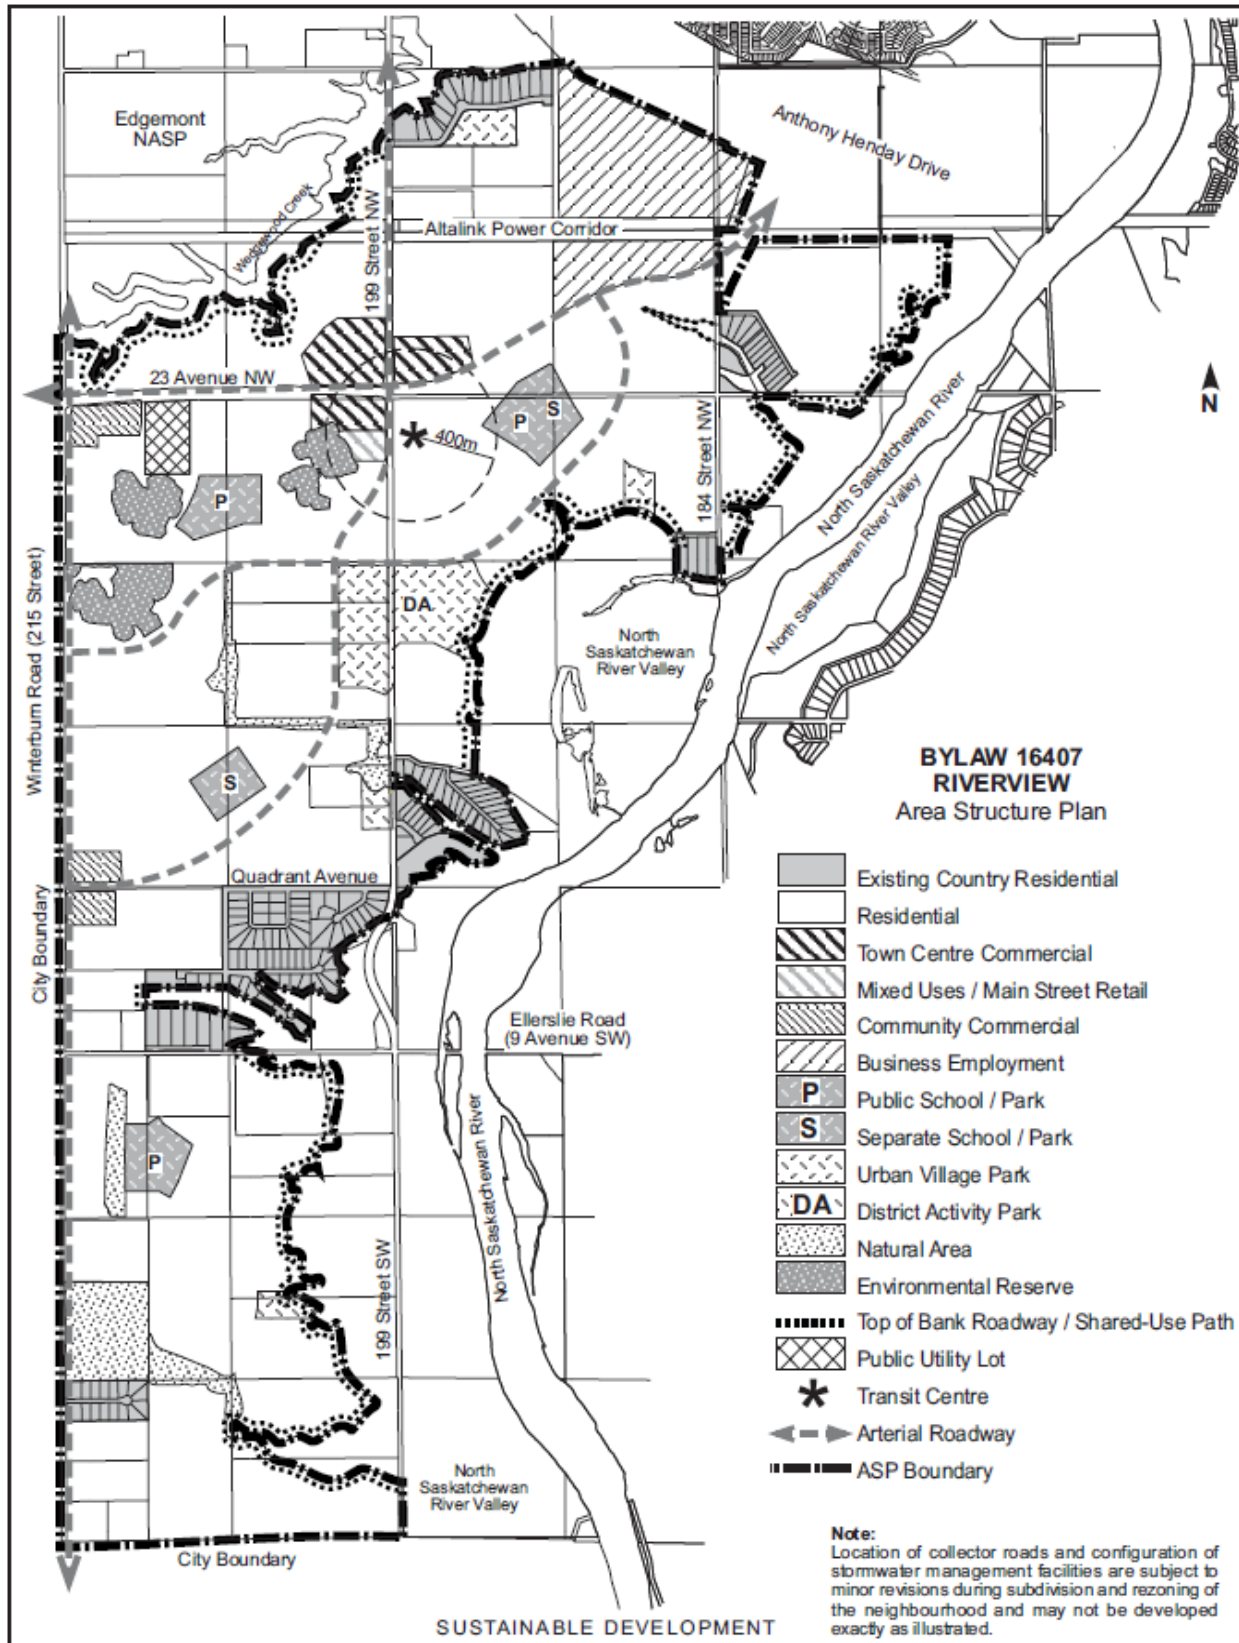 Edgemont
NASP
Wedgewood Creek
199 Street NW
Altalink Power Corridor
Anthony Henday Drive
23 Avenue NW
400m
P
S
P
184 Street NW
North Saskatchewan River
North Saskatchewan River Valley
N
Winterburn Road (215 Street)
DA
North
Saskatchewan
River Valley
S
Quadrant Avenue
City Boundary
Ellerslie Road
(9 Avenue SW)
P
North Saskatchewan River
199 Street SW
North
Saskatchewan
River Valley
City Boundary
BYLAW 16407
RIVERVIEW
Area Structure Plan
Existing Country Residential
Residential
Town Centre Commercial
Mixed Uses / Main Street Retail
Community Commercial
Business Employment
P Public School / Park
S Separate School / Park
Urban Village Park
DA District Activity Park
Natural Area
Environmental Reserve
Top of Bank Roadway / Shared-Use Path
Public Utility Lot
Transit Centre
Arterial Roadway
ASP Boundary
Note:
Location of collector roads and configuration of
stormwater management facilities are subject to
minor revisions during subdivision and rezoning of
the neighbourhood and may not be developed
exactly as illustrated.
SUSTAINABLE DEVELOPMENT